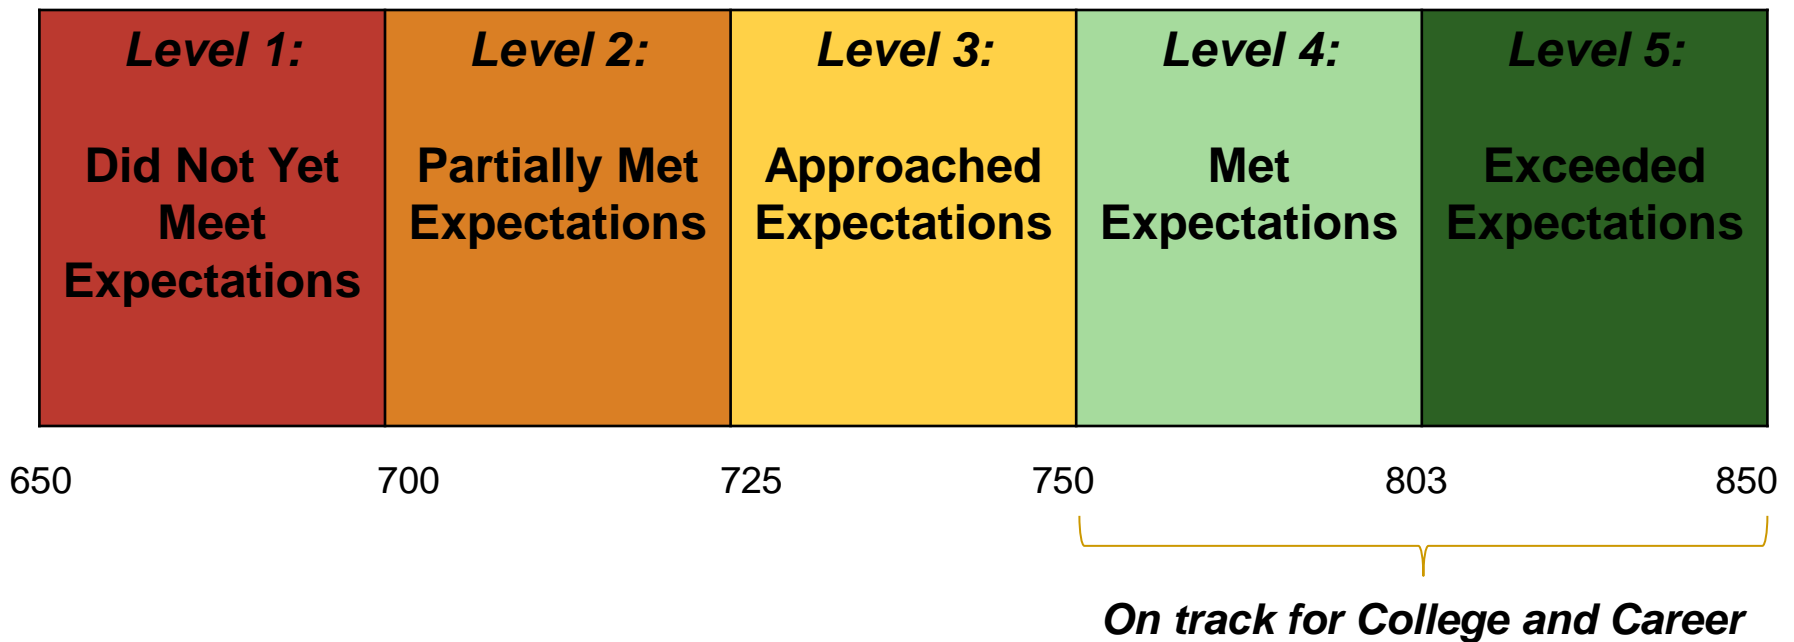 Level 1:
Did Not Yet
Meet
Expectations
Level 2:
Partially Met
Expectations
Level 3:
Approached
Expectations
Level 4:
Met
Expectations
Level 5:
Exceeded
Expectations
650
700
725
750
803
850
On track for College and Career